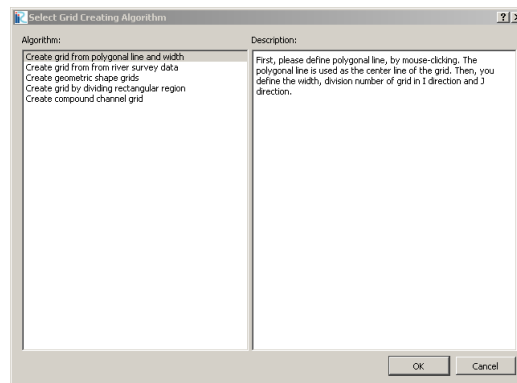 Select Grid Creating Algorithm
Algorithm:
Create grid from polygonal line and width
Create grid from from river survey data
Create geometric shape grids
Create grid by dividing rectangular region
Create compound channel grid
Description:
First, please define polygonal line, by mouse-clicking. The
polygonal line is used as the center line of the grid. Then, you
define the width, division number of grid in I direction and J
direction.
OK
Cancel